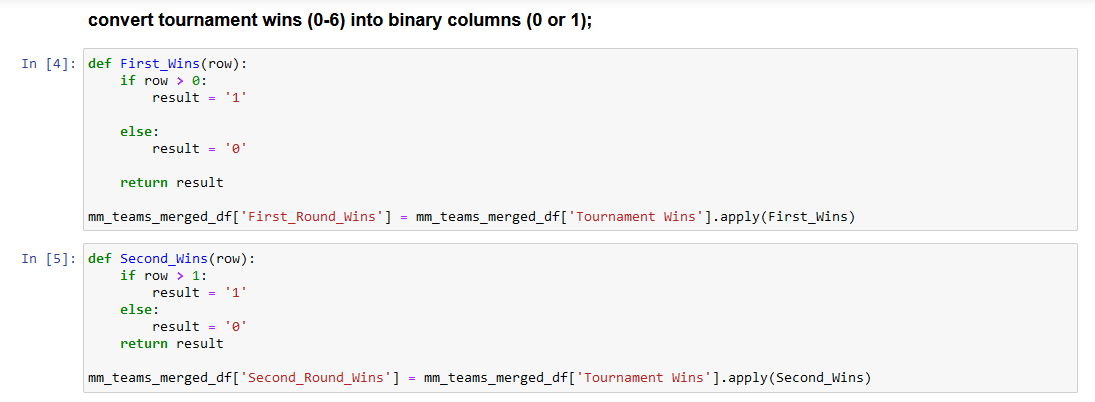 convert tournament wins (0-6) into binary columns (0 or 1);
In [4]: def First_Wins(row):
    if row > 0:
        result = '1'
    else:
        result = '0'
    return result
mm_teams_merged_df['First_Round_Wins'] = mm_teams_merged_df['Tournament Wins'].apply(First_Wins)
In [5]: def Second_Wins(row):
    if row > 1:
        result = '1'
    else:
        result = '0'
    return result
mm_teams_merged_df['Second_Round_Wins'] = mm_teams_merged_df['Tournament Wins'].apply(Second_Wins)